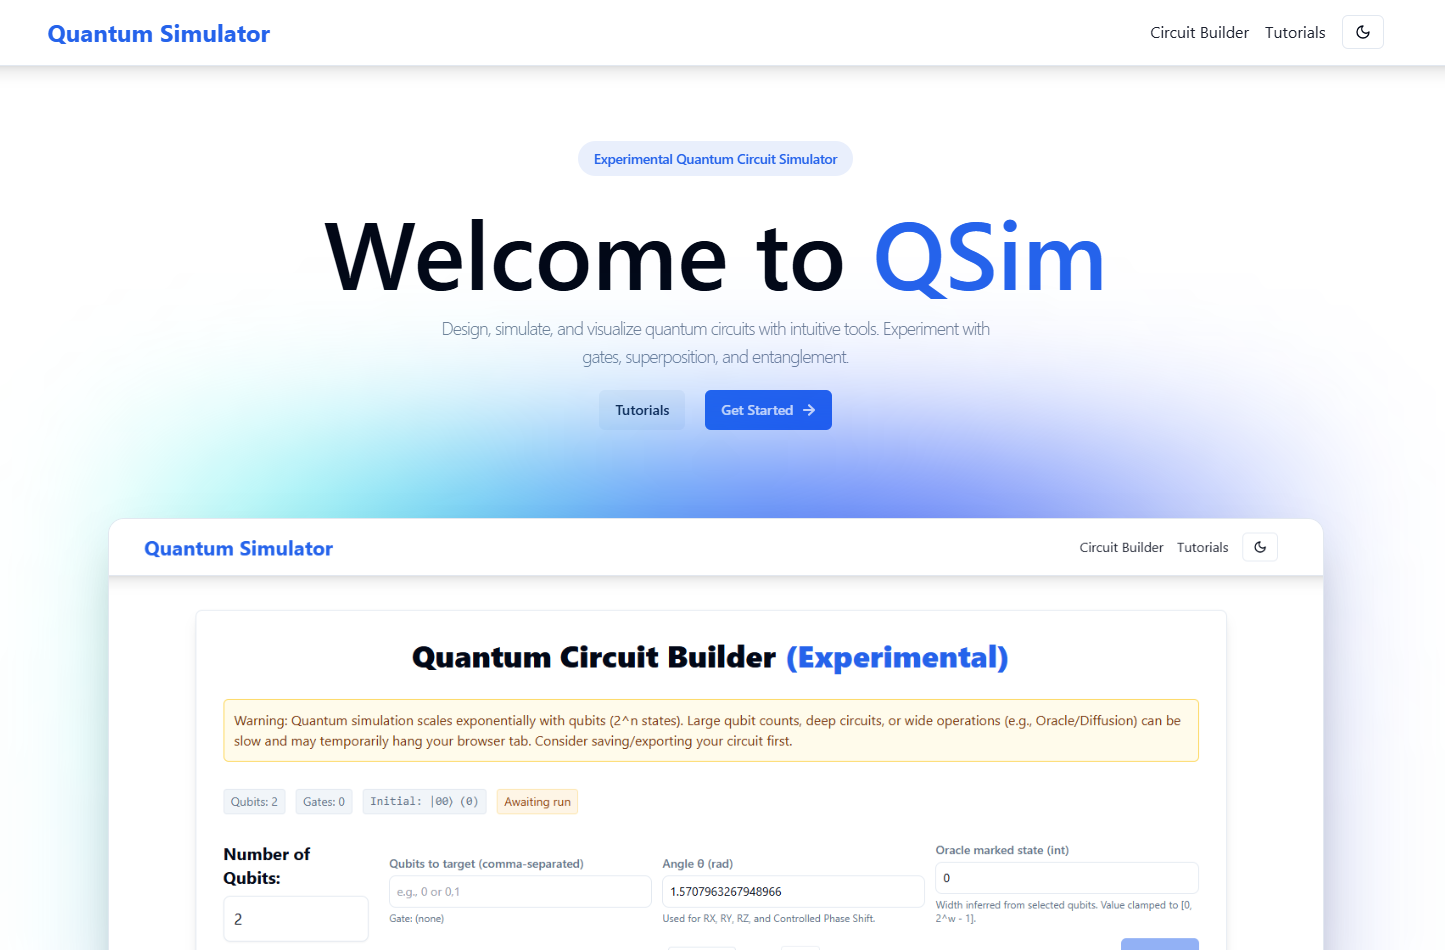 Quantum Simulator
Circuit Builder
Tutorials
Experimental Quantum Circuit Simulator
Welcome to QSim
Design, simulate, and visualize quantum circuits with intuitive tools. Experiment with
gates, superposition, and entanglement.
Tutorials
Get Started →
Quantum Simulator
Circuit Builder
Tutorials
Quantum Circuit Builder (Experimental)
Warning: Quantum simulation scales exponentially with qubits (2^n states). Large qubit counts, deep circuits, or wide operations (e.g., Oracle/Diffusion) can be
slow and may temporarily hang your browser tab. Consider saving/exporting your circuit first.
Qubits: 2
Gates: 0
Initial: |00⟩ (0)
Awaiting run
Number of
Qubits:
2
Qubits to target (comma-separated)
e.g., 0 or 0,1
Gate: (none)
Angle θ (rad)
1.5707963267948966
Used for RX, RY, RZ, and Controlled Phase Shift.
Oracle marked state (int)
0
Width inferred from selected qubits. Value clamped to [0,
2^w - 1].